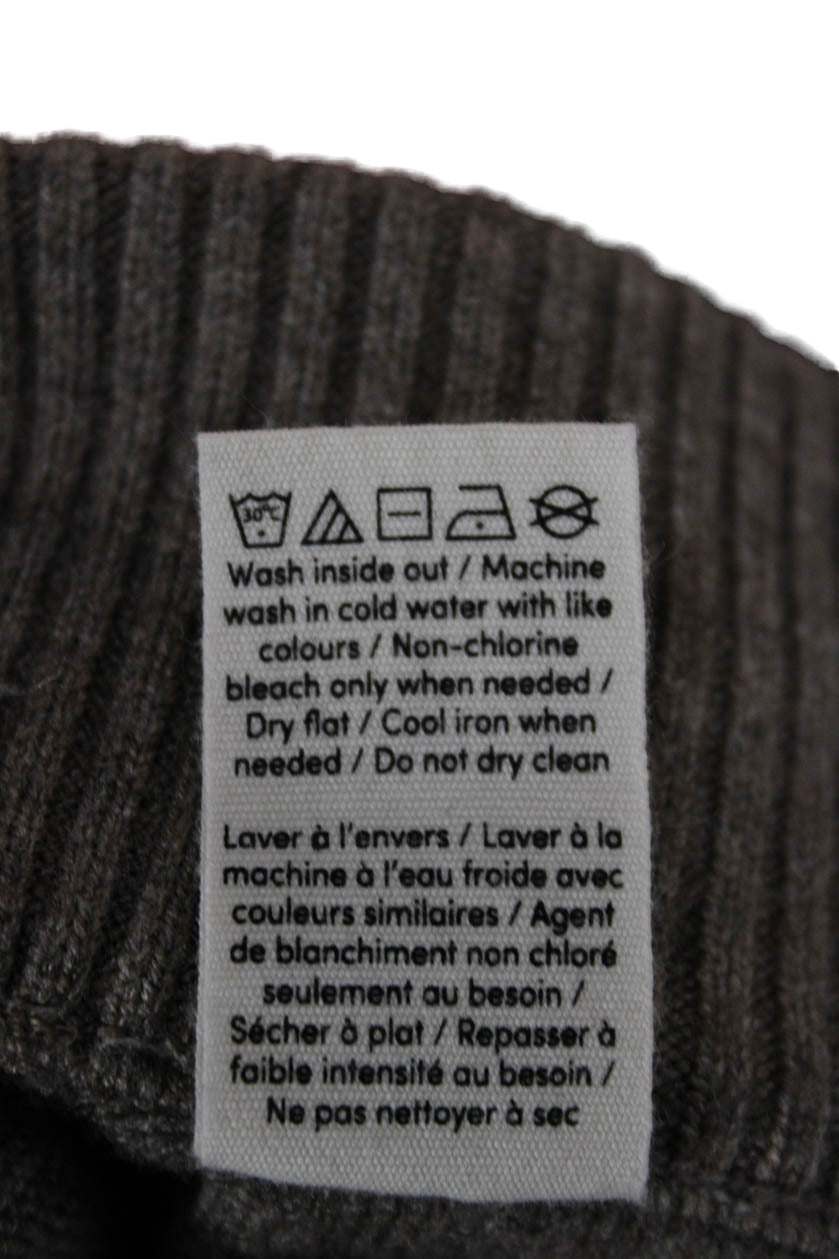 30°C
Wash inside out / Machine
wash in cold water with like
colours / Non-chlorine
bleach only when needed /
Dry flat / Cool iron when
needed / Do not dry clean
Laver à l'envers / Laver à la
machine à l'eau froide avec
couleurs similaires / Agent
de blanchiment non chloré
seulement au besoin /
Sécher à plat / Repasser à
faible intensité au besoin /
Ne pas nettoyer à sec